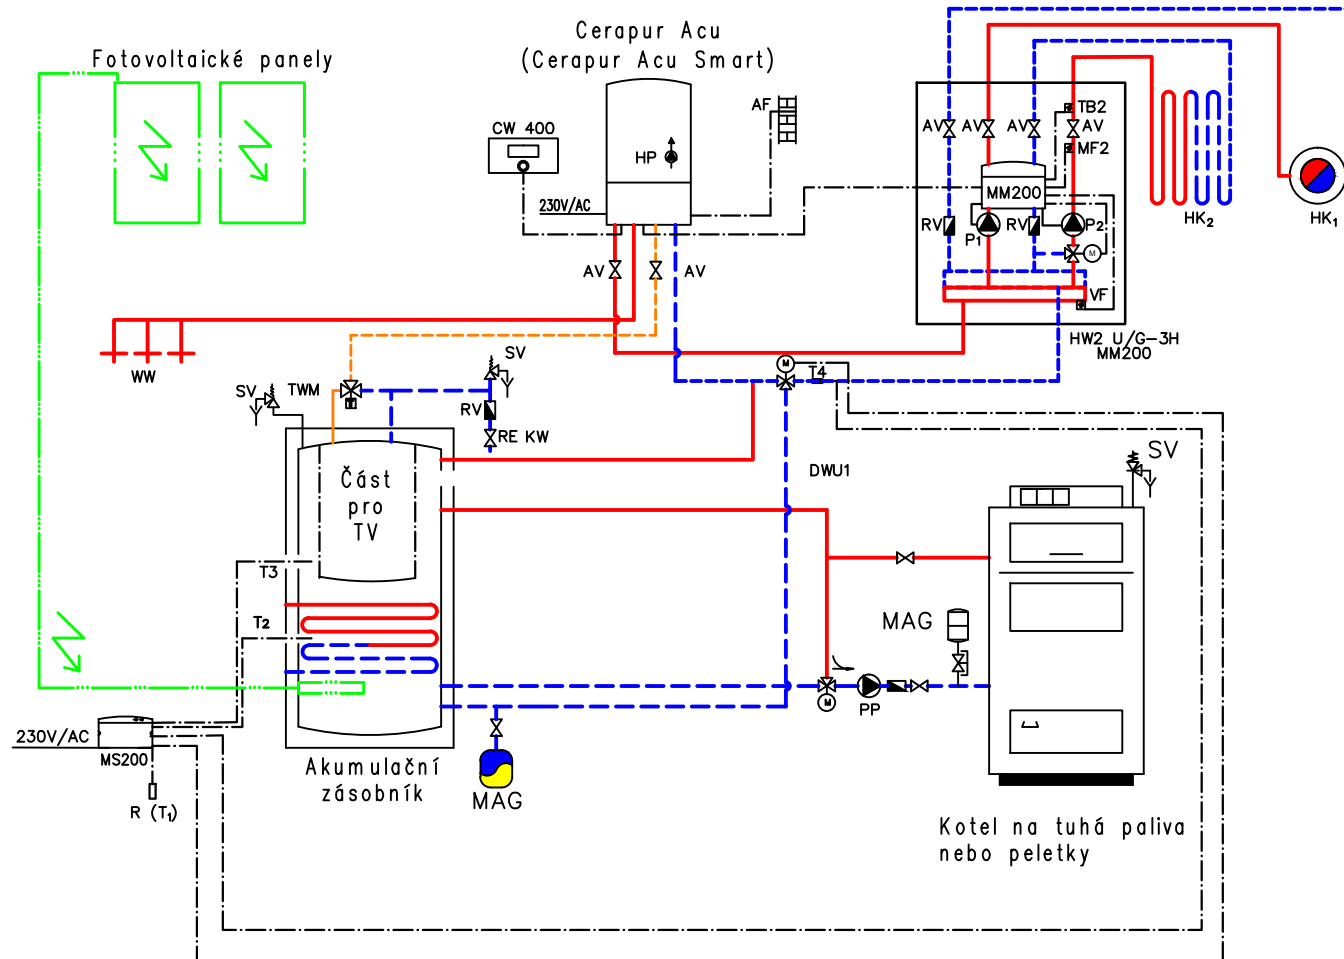 Cerapur Acu
(Cerapur Acu Smart)
Fotovoltaické panely
CW 400
AF
HP
230V/AC
AV
AV
AV
AV
AV
AV
TB2
MF2
MM200
RV
P1
RV
P2
M
VF
HK2
HK1
HW2 U/G-3H
MM200
WW
SV
TWM
SV
RV
RE KW
M
T4
DWU1
Část
pro
TV
SV
T3
T2
MAG
M
PP
230V/AC
MS200
R (T1)
Akumulační
zásobník
MAG
Kotel na tuhá paliva
nebo peletky